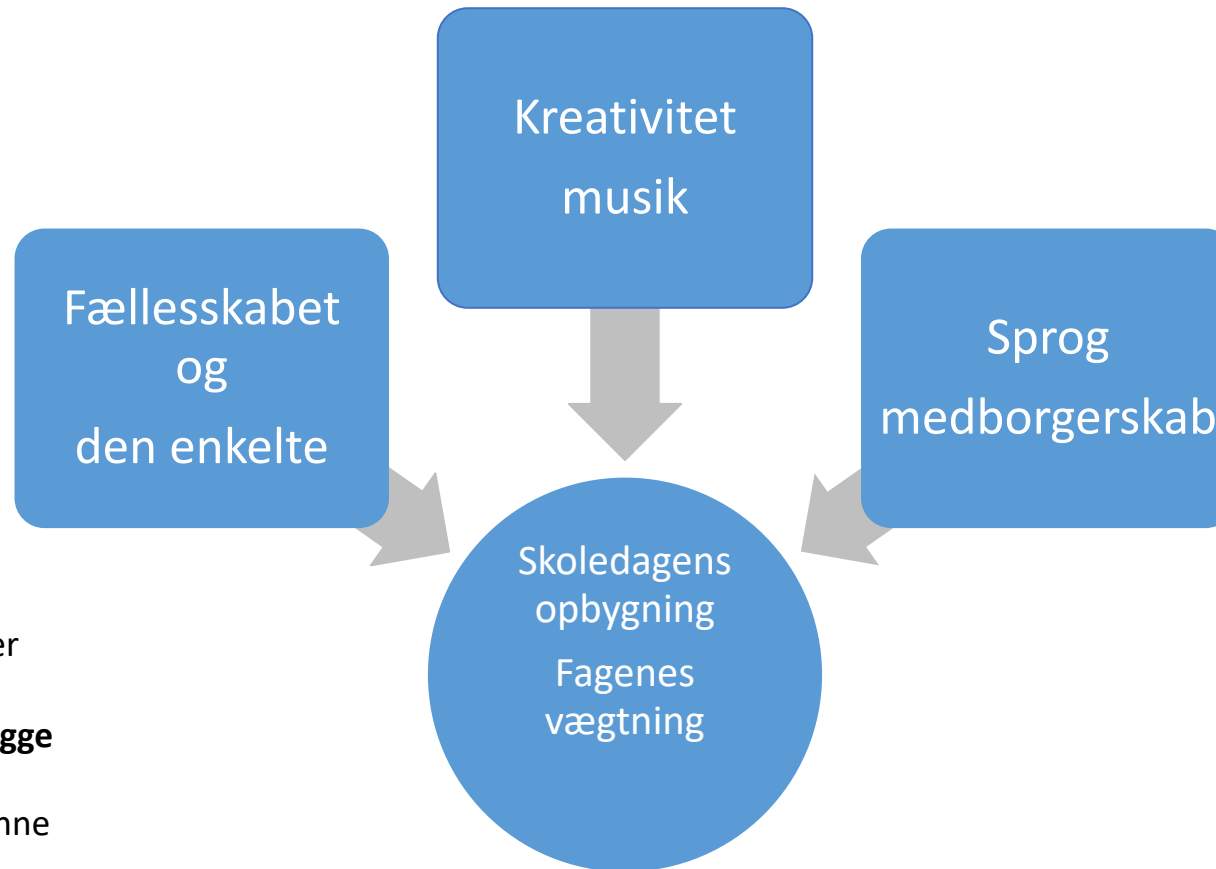 Kreativitet
musik
Fællesskabet
og
den enkelte
Sprog
medborgerskab
Skoledagens
opbygning
Fagenes
vægtning